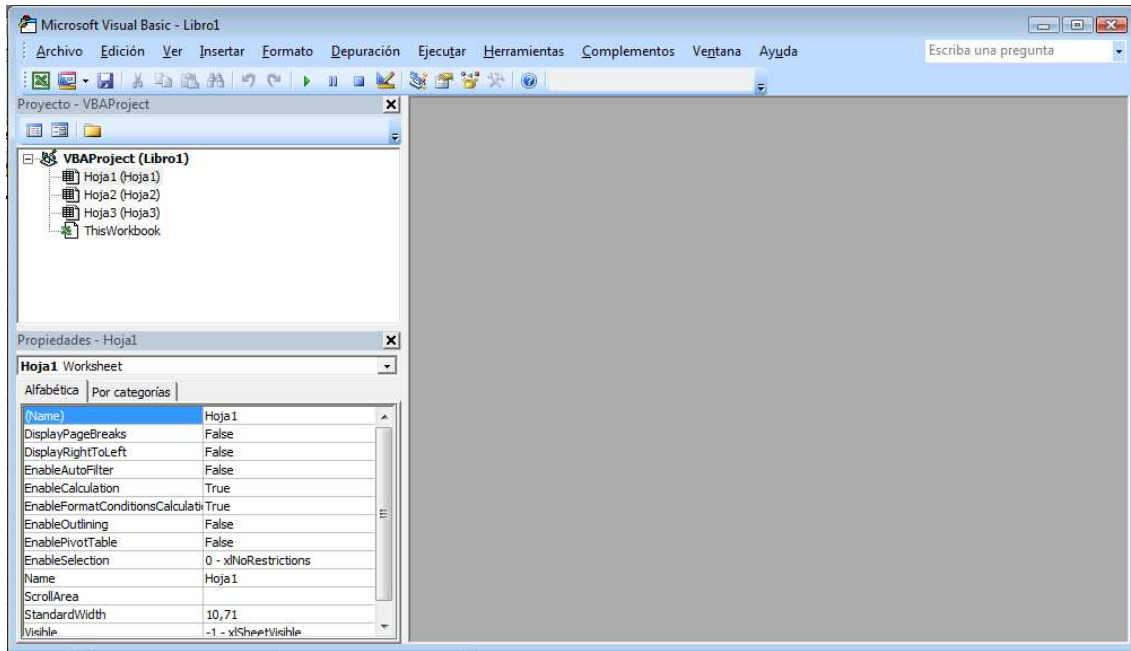 Microsoft Visual Basic - Libro1
Archivo Edición Ver Insertar Formato Depuración Ejecutar Herramientas Complementos Ventana Ayuda Escriba una pregunta
Proyecto - VBAProject
VBAProject (Libro1)
Hoja1 (Hoja1)
Hoja2 (Hoja2)
Hoja3 (Hoja3)
ThisWorkbook
Propiedades - Hoja1
Hoja1 Worksheet
Alfabética Por categorías
(Name) Hoja1
DisplayPageBreaks False
DisplayRightToLeft False
EnableAutoFilter False
EnableCalculation True
EnableFormatConditionsCalculati True
EnableOutlining False
EnablePivotTable False
EnableSelection 0 - xlNoRestrictions
Name Hoja1
ScrollArea
StandardWidth 10,71
Visible -1 - xlSheetVisible